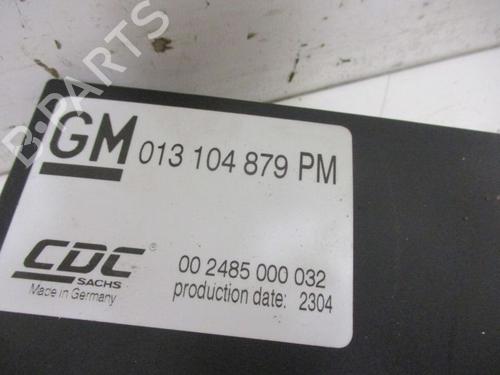 B-PARTS
GM 013 104 879 PM
CDC ®
SACHS
Made in Germany
00 2485 000 032
production date: 2304